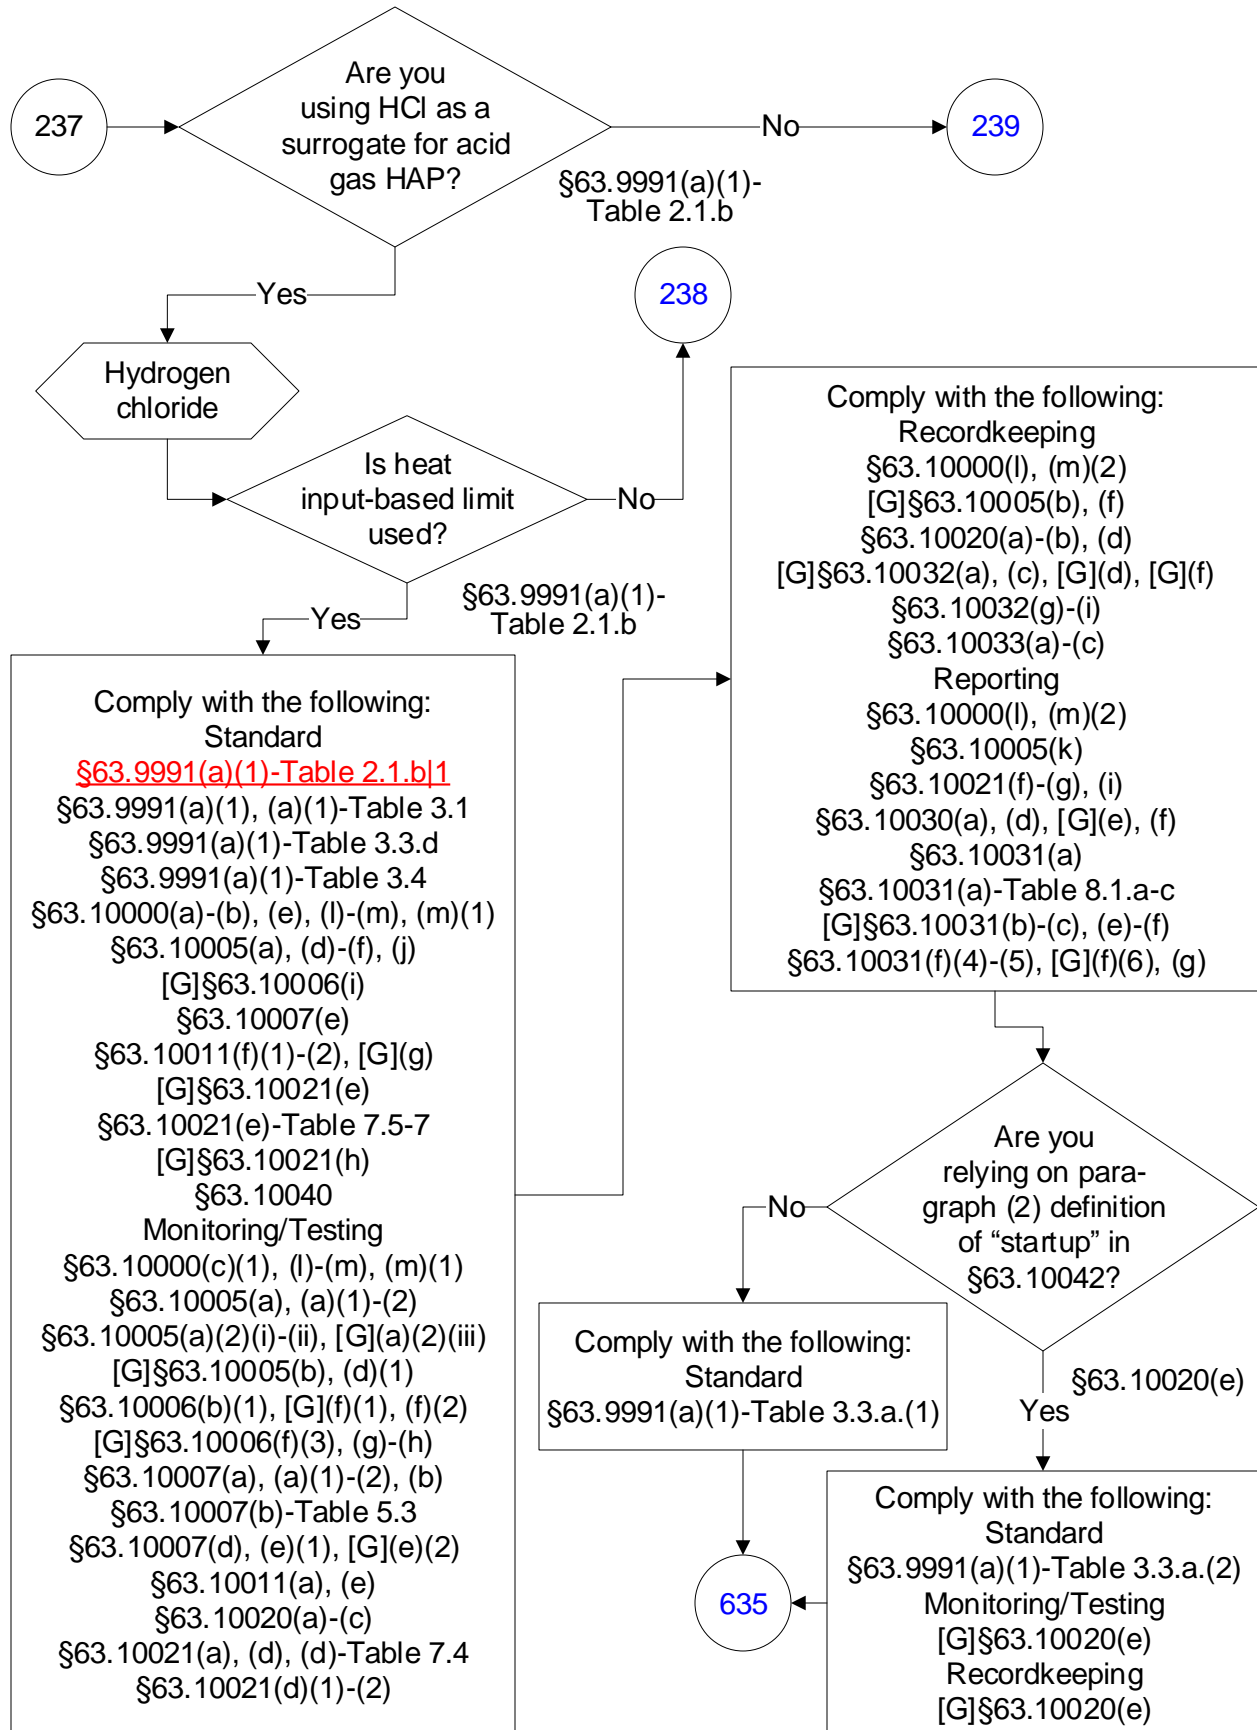 237
Are you
using HCl as a
surrogate for acid
gas HAP?
No
239
§63.9991(a)(1)-
Table 2.1.b
Yes
238
Hydrogen
chloride
Is heat
input-based limit
used?
No
§63.9991(a)(1)-
Table 2.1.b
Yes
Comply with the following:
Standard
§63.9991(a)(1)-Table 2.1.b|1
§63.9991(a)(1), (a)(1)-Table 3.1
§63.9991(a)(1)-Table 3.3.d
§63.9991(a)(1)-Table 3.4
§63.10000(a)-(b), (e), (l)-(m), (m)(1)
§63.10005(a), (d)-(f), (j)
[G]§63.10006(i)
§63.10007(e)
§63.10011(f)(1)-(2), [G](g)
[G]§63.10021(e)
§63.10021(e)-Table 7.5-7
[G]§63.10021(h)
§63.10040
Monitoring/Testing
§63.10000(c)(1), (l)-(m), (m)(1)
§63.10005(a), (a)(1)-(2)
§63.10005(a)(2)(i)-(ii), [G](a)(2)(iii)
[G]§63.10005(b), (d)(1)
§63.10006(b)(1), [G](f)(1), (f)(2)
[G]§63.10006(f)(3), (g)-(h)
§63.10007(a), (a)(1)-(2), (b)
§63.10007(b)-Table 5.3
§63.10007(d), (e)(1), [G](e)(2)
§63.10011(a), (e)
§63.10020(a)-(c)
§63.10021(a), (d), (d)-Table 7.4
§63.10021(d)(1)-(2)
Comply with the following:
Recordkeeping
§63.10000(l), (m)(2)
[G]§63.10005(b), (f)
§63.10020(a)-(b), (d)
[G]§63.10032(a), (c), [G](d), [G](f)
§63.10032(g)-(i)
§63.10033(a)-(c)
Reporting
§63.10000(l), (m)(2)
§63.10005(k)
§63.10021(f)-(g), (i)
§63.10030(a), (d), [G](e), (f)
§63.10031(a)
§63.10031(a)-Table 8.1.a-c
[G]§63.10031(b)-(c), (e)-(f)
§63.10031(f)(4)-(5), [G](f)(6), (g)
Are you
relying on para-
graph (2) definition
of “startup” in
§63.10042?
No
Comply with the following:
Standard
§63.9991(a)(1)-Table 3.3.a.(1)
§63.10020(e)
Yes
Comply with the following:
Standard
§63.9991(a)(1)-Table 3.3.a.(2)
Monitoring/Testing
[G]§63.10020(e)
Recordkeeping
[G]§63.10020(e)
635